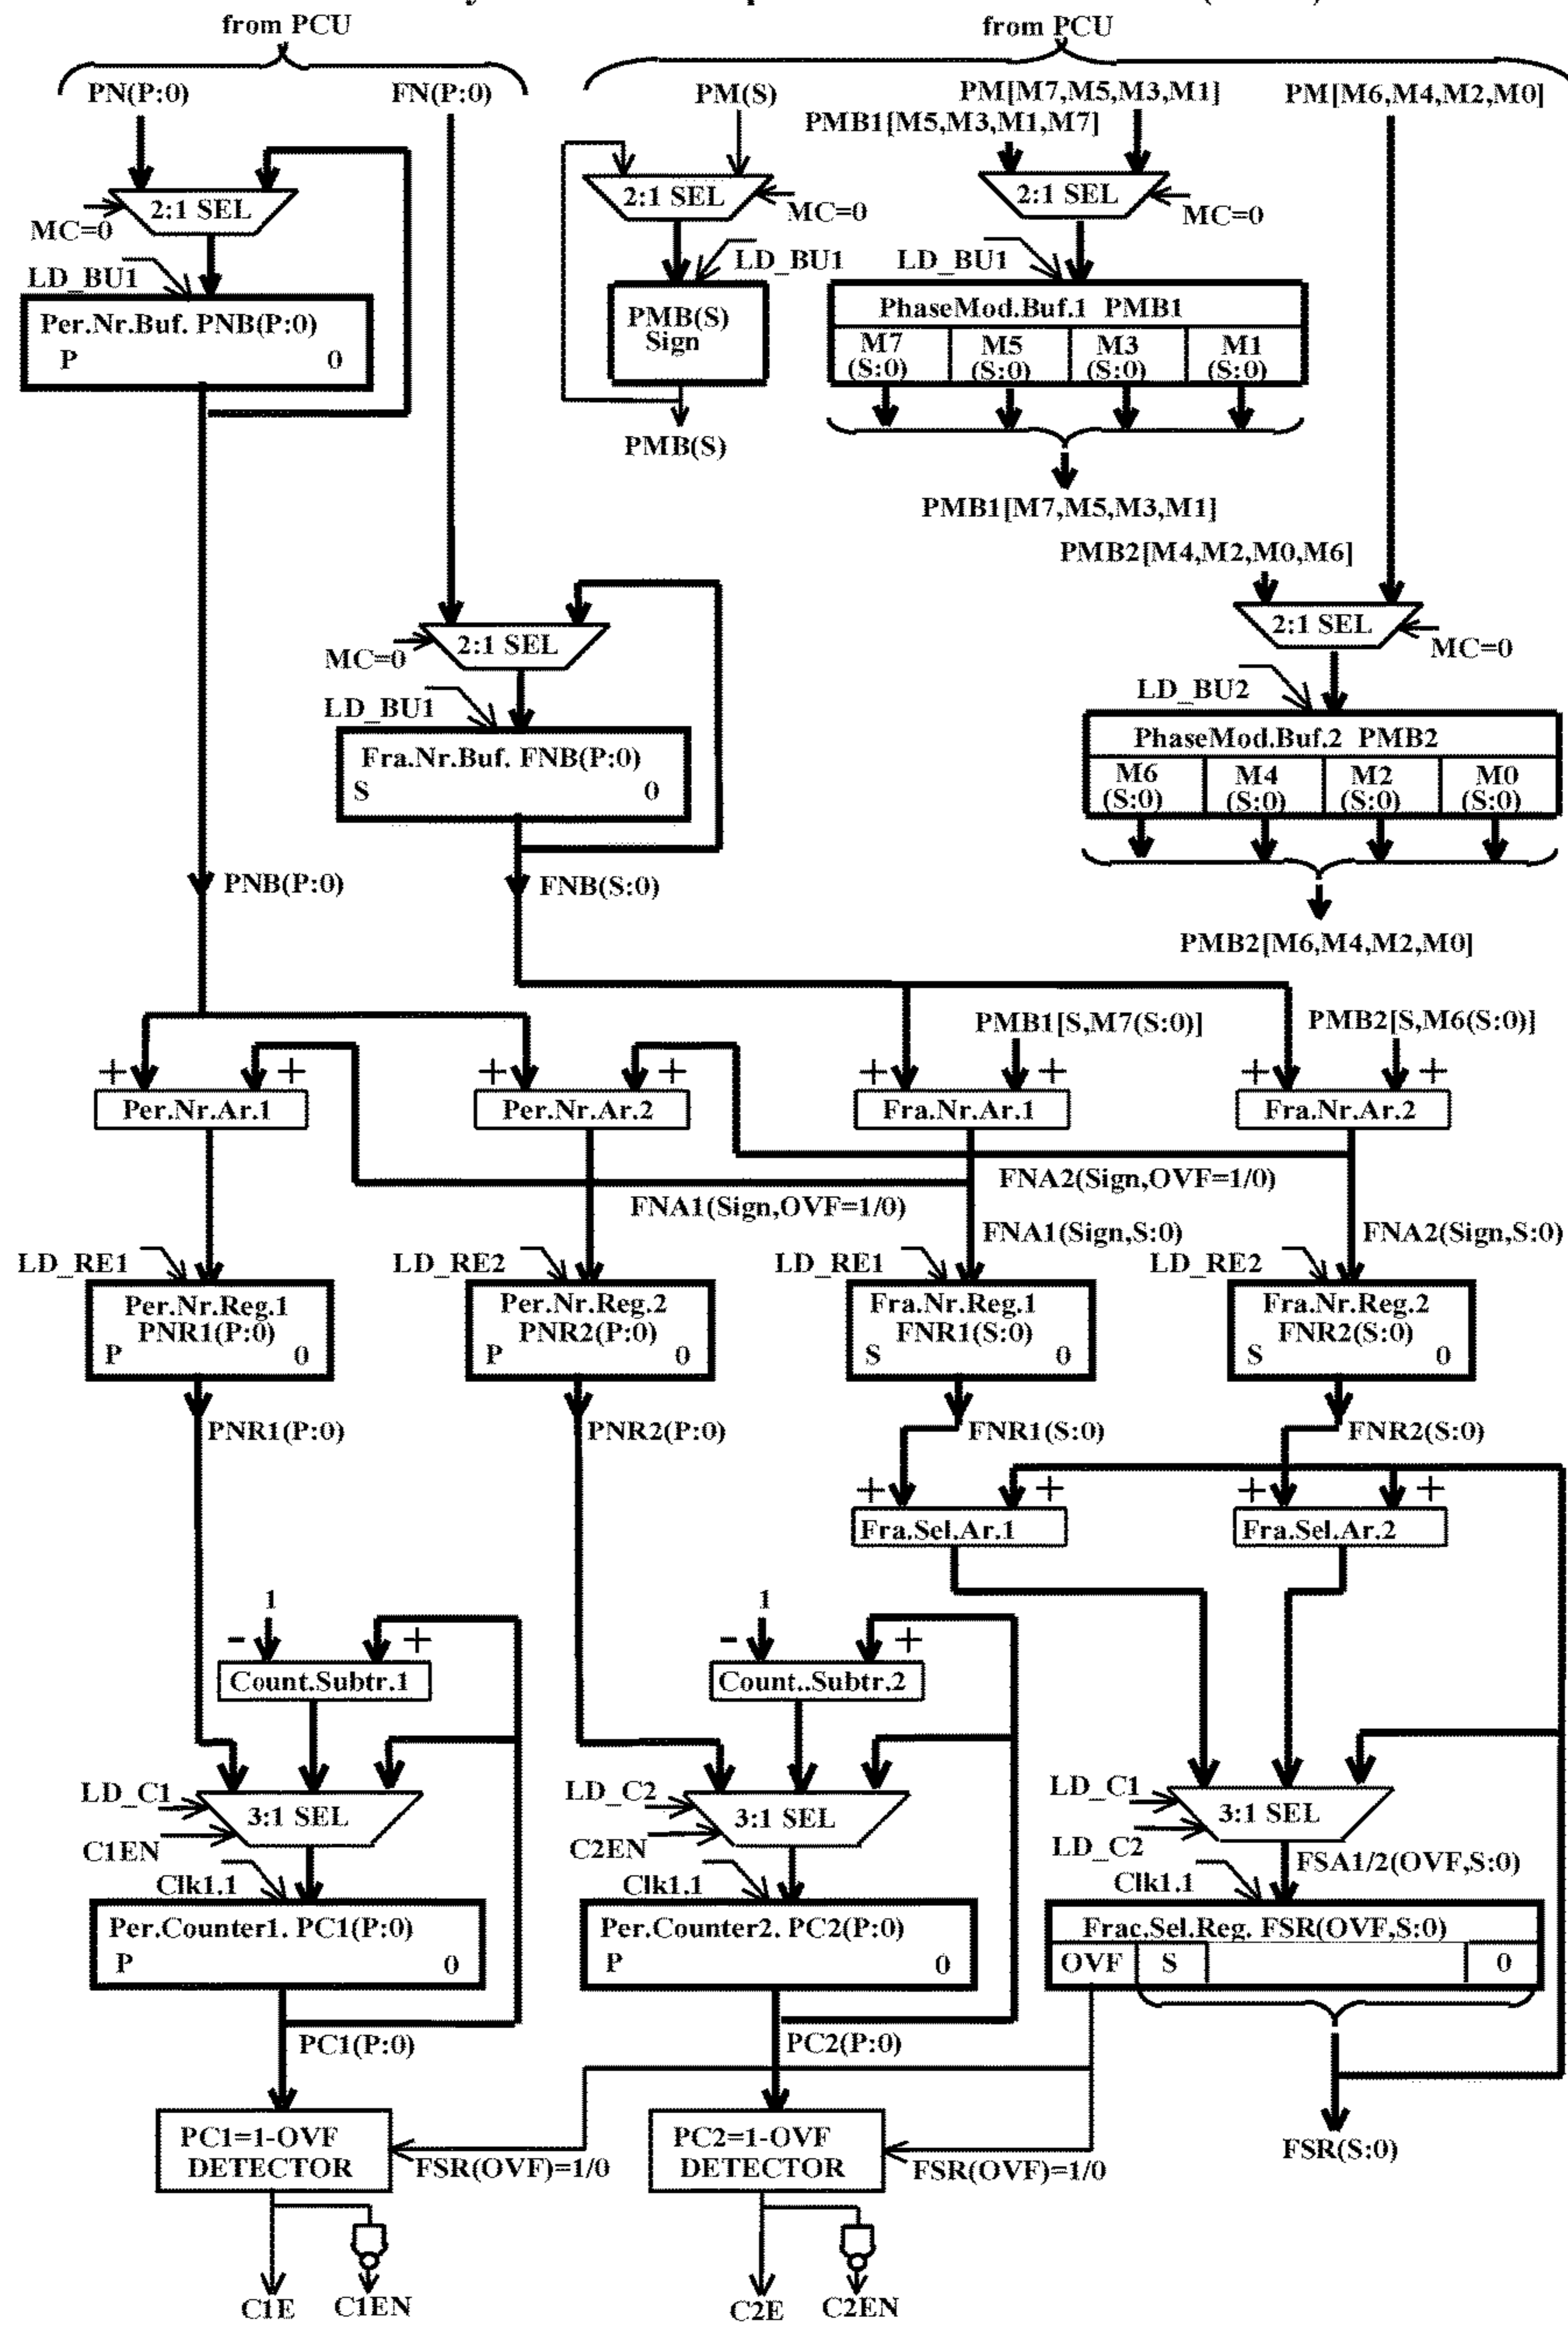 from PCU
from PCU
PN(P:0)
FN(P:0)
PM(S)
PM[M7,M5,M3,M1]
PM[M6,M4,M2,M0]
PMB1[M5,M3,M1,M7]
2:1 SEL
MC=0
2:1 SEL
MC=0
2:1 SEL
MC=0
LD_BU1
LD_BU1
LD_BU1
Per.Nr.Buf. PNB(P:0)
P 0
PMB(S)
Sign
PhaseMod.Buf.1 PMB1
M7 M5 M3 M1
(S:0) (S:0) (S:0) (S:0)
PMB(S)
PMB1[M7,M5,M3,M1]
PMB2[M4,M2,M0,M6]
2:1 SEL
MC=0
2:1 SEL
MC=0
LD_BU1
LD_BU2
Fra.Nr.Buf. FNB(P:0)
S 0
PhaseMod.Buf.2 PMB2
M6 M4 M2 M0
(S:0) (S:0) (S:0) (S:0)
PNB(P:0)
FNB(S:0)
PMB2[M6,M4,M2,M0]
PMB1[S,M7(S:0)]
PMB2[S,M6(S:0)]
+ + + + + + + +
Per.Nr.Ar.1
Per.Nr.Ar.2
Fra.Nr.Ar.1
Fra.Nr.Ar.2
FNA2(Sign,OVF=1/0)
FNA1(Sign,OVF=1/0)
FNA1(Sign,S:0)
FNA2(Sign,S:0)
LD_RE1
LD_RE2
LD_RE1
LD_RE2
Per.Nr.Reg.1
PNR1(P:0)
P 0
Per.Nr.Reg.2
PNR2(P:0)
P 0
Fra.Nr.Reg.1
FNR1(S:0)
S 0
Fra.Nr.Reg.2
FNR2(S:0)
S 0
PNR1(P:0)
PNR2(P:0)
FNR1(S:0)
FNR2(S:0)
+ + + +
Fra.Sel.Ar.1
Fra.Sel.Ar.2
1
1
- +
- +
Count.Subtr.1
Count..Subtr.2
LD_C1
3:1 SEL
C1EN
LD_C2
3:1 SEL
C2EN
LD_C1
3:1 SEL
LD_C2
FSA1/2(OVF,S:0)
Clk1.1
Clk1.1
Clk1.1
Per.Counter1. PC1(P:0)
P 0
Per.Counter2. PC2(P:0)
P 0
Frac.Sel.Reg. FSR(OVF,S:0)
OVF S 0
PC1(P:0)
PC2(P:0)
PC1=1-OVF
DETECTOR
FSR(OVF)=1/0
PC2=1-OVF
DETECTOR
FSR(OVF)=1/0
FSR(S:0)
C1E
C1EN
C2E
C2EN